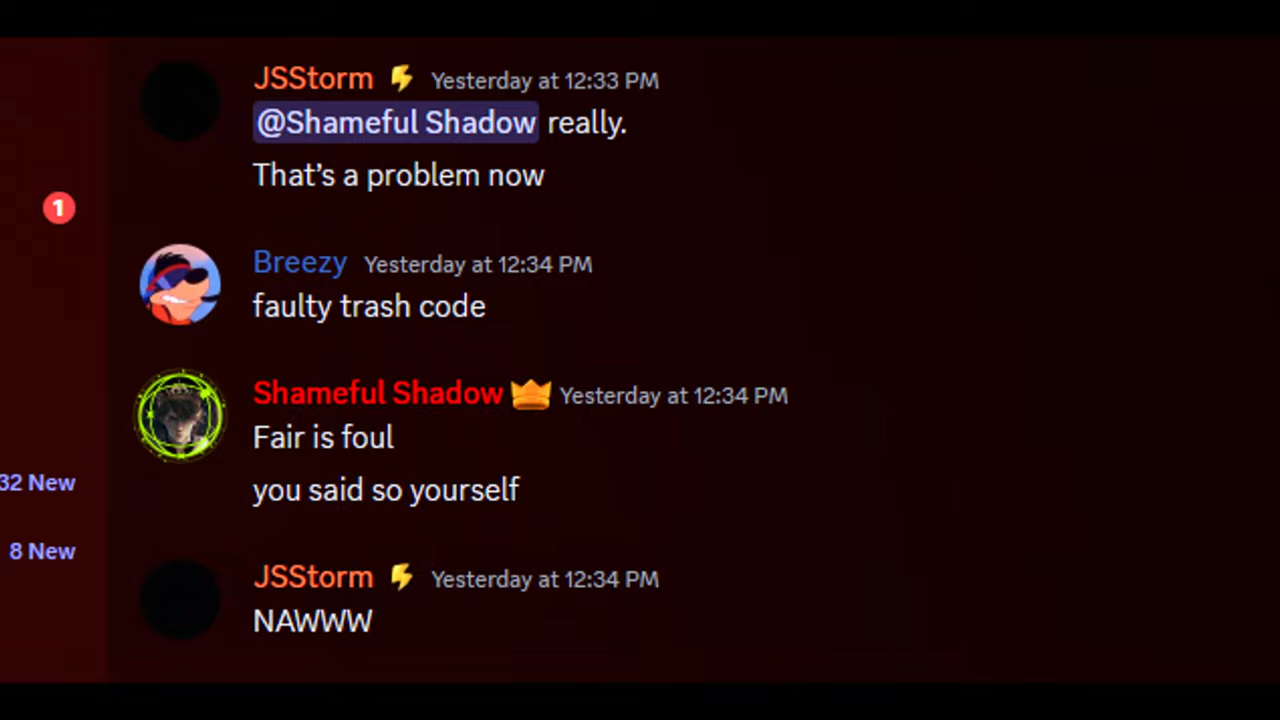 JSStorm Yesterday at 12:33 PM
@Shameful Shadow really.
That's a problem now
1
Breezy Yesterday at 12:34 PM
faulty trash code
Shameful Shadow Yesterday at 12:34 PM
Fair is foul
32 New
you said so yourself
8 New
JSStorm Yesterday at 12:34 PM
NAWWW